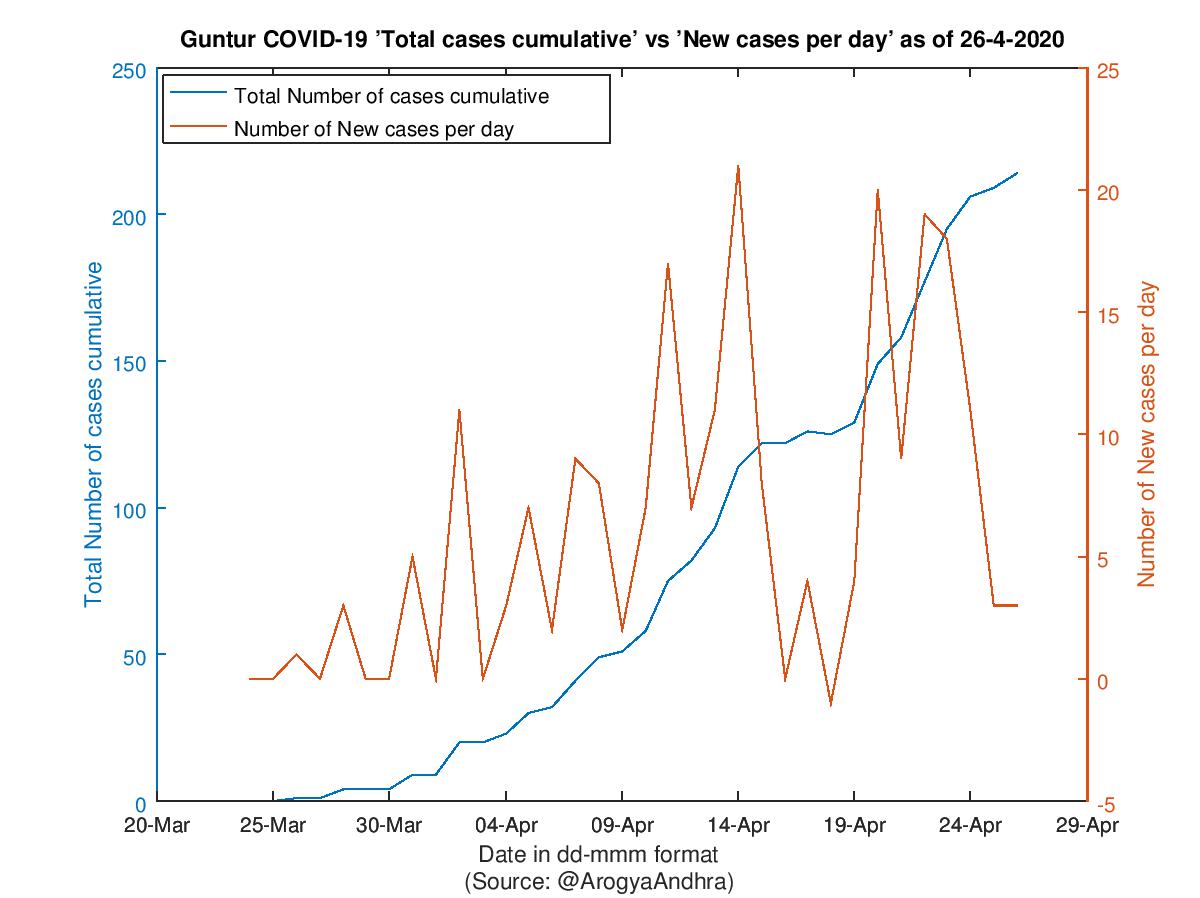 Guntur COVID-19 ’Total cases cumulative’ vs ’New cases per day’ as of 26-4-2020
Total Number of cases cumulative
Number of New cases per day
250
200
150
100
50
0
Total Number of cases cumulative
25
20
15
10
5
0
-5
Number of New cases per day
20-Mar 25-Mar 30-Mar 04-Apr 09-Apr 14-Apr 19-Apr 24-Apr 29-Apr
Date in dd-mmm format
(Source: @ArogyaAndhra)